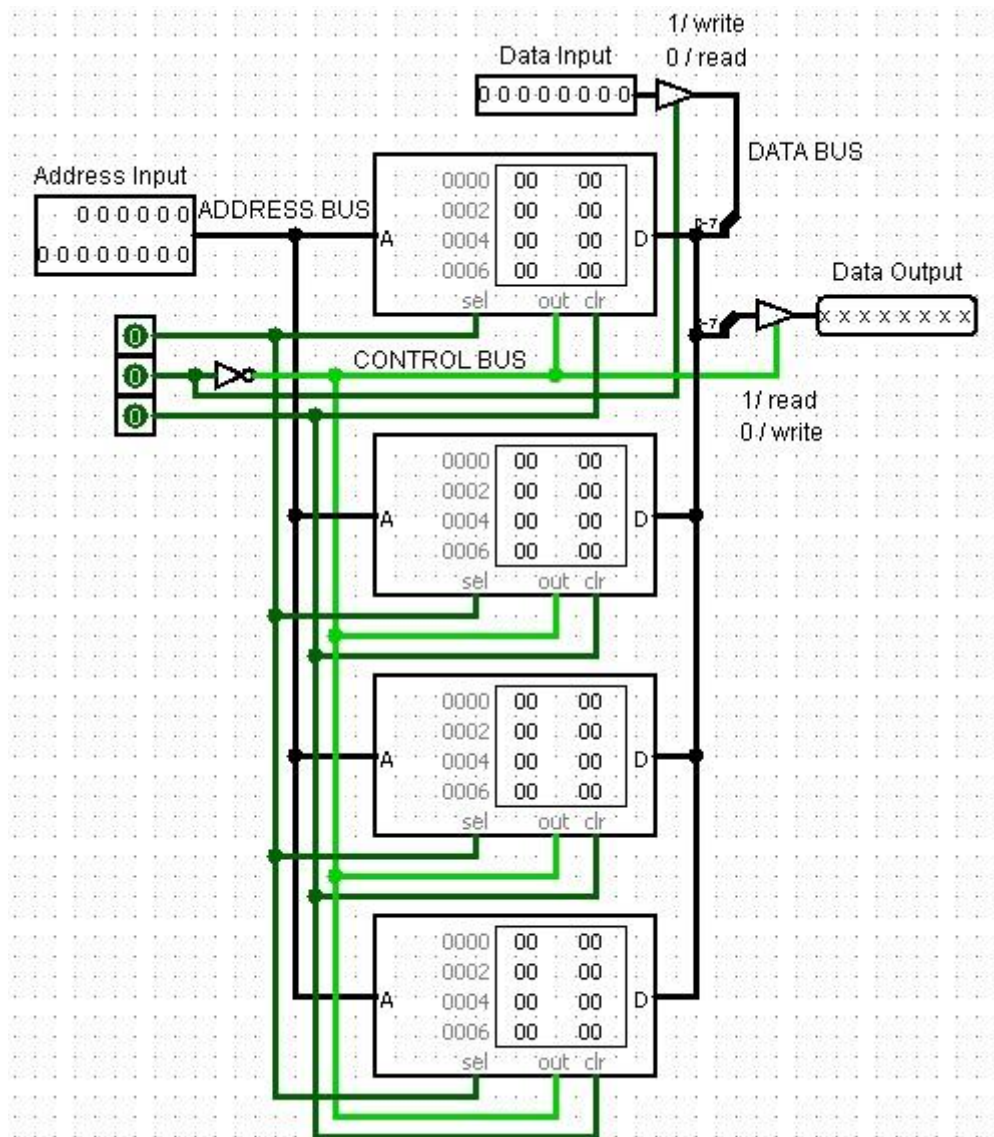 1/ write
0 / read
Data Input
0 0 0 0 0 0 0 0
DATA BUS
Address Input
0 0 0 0 0 0
0 0 0 0 0 0 0 0
ADDRESS BUS
A
0000 00 00
0002 00 00
0004 00 00
0006 00 00
D
sel out clr
0-7
Data Output
0-7
x x x x x x x x
0
0
0
CONTROL BUS
1/ read
0 / write
A
0000 00 00
0002 00 00
0004 00 00
0006 00 00
D
sel out clr
A
0000 00 00
0002 00 00
0004 00 00
0006 00 00
D
sel out clr
A
0000 00 00
0002 00 00
0004 00 00
0006 00 00
D
sel out clr